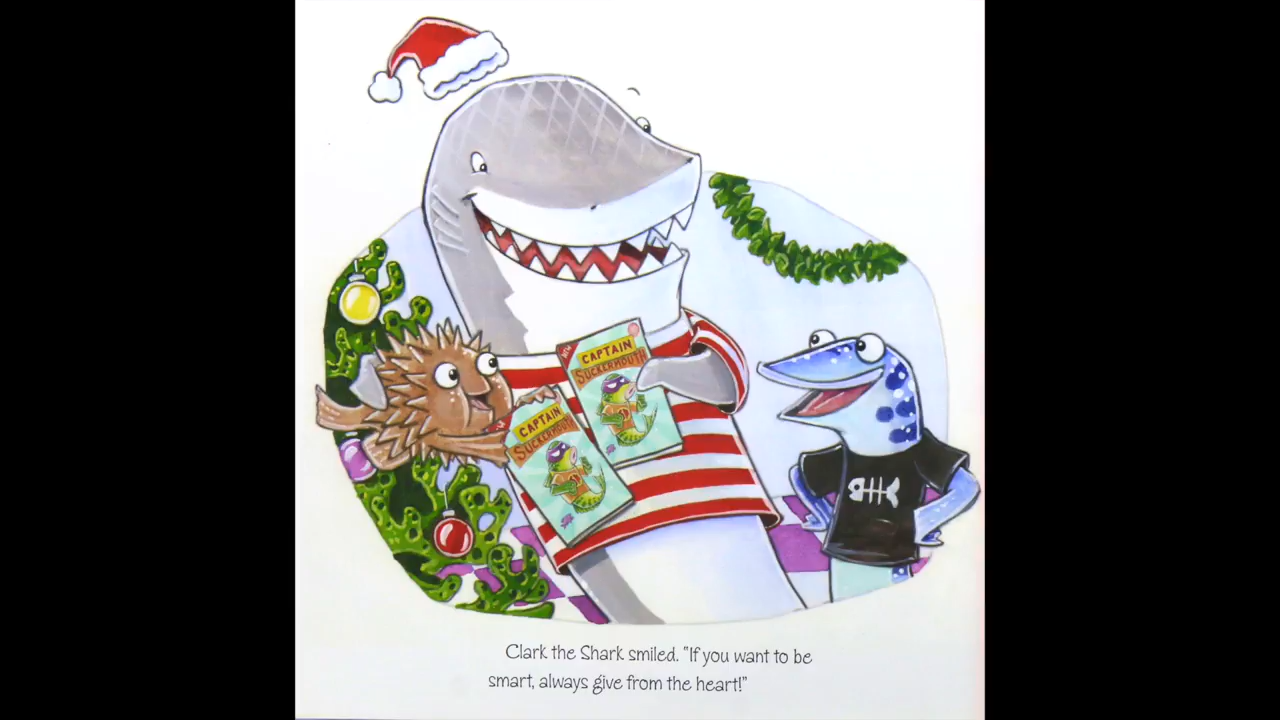 NEW
CAPTAIN
SUCKERMOUTH
CAPTAIN
SUCKERMOUTH
Clark the Shark smiled. "If you want to be
smart, always give from the heart!"